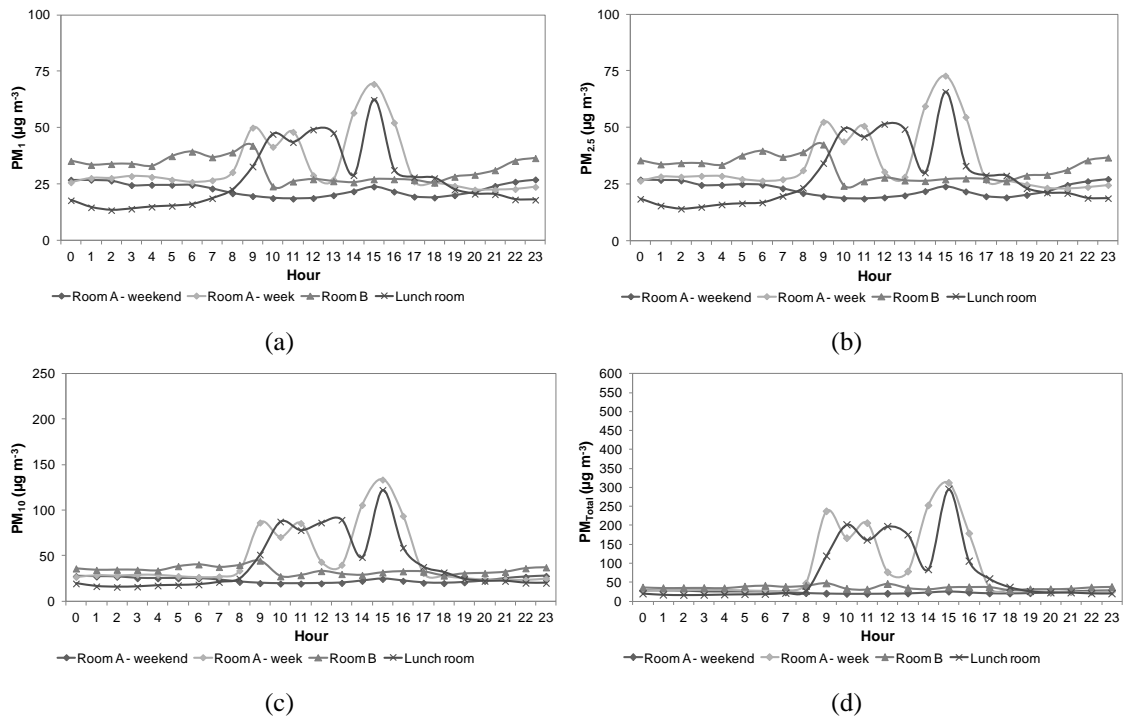 100
75
50
25
0
PM1 (µg m-3)
0 1 2 3 4 5 6 7 8 9 10 11 12 13 14 15 16 17 18 19 20 21 22 23
Hour
Room A - weekend Room A - week Room B Lunch room
(a)
100
75
50
25
0
PM2.5 (µg m-3)
0 1 2 3 4 5 6 7 8 9 10 11 12 13 14 15 16 17 18 19 20 21 22 23
Hour
Room A - weekend Room A - week Room B Lunch room
(b)
250
200
150
100
50
0
PM10 (µg m-3)
0 1 2 3 4 5 6 7 8 9 10 11 12 13 14 15 16 17 18 19 20 21 22 23
Hour
Room A - weekend Room A - week Room B Lunch room
(c)
600
550
500
450
400
350
300
250
200
150
100
50
0
PMTotal (µg m-3)
0 1 2 3 4 5 6 7 8 9 10 11 12 13 14 15 16 17 18 19 20 21 22 23
Hour
Room A - weekend Room A - week Room B Lunch room
(d)